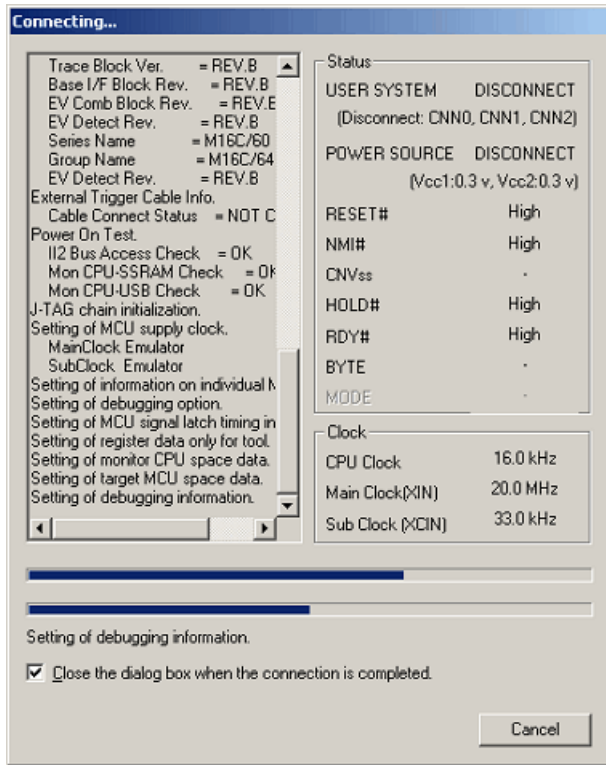 Connecting...
Trace Block Ver. = REV.B
Base I/F Block Rev. = REV.B
EV Comb Block Rev. = REV.E
EV Detect Rev. = REV.B
Series Name = M16C/60
Group Name = M16C/64
EV Detect Rev. = REV.B
External Trigger Cable Info.
Cable Connect Status = NOT C
Power On Test.
II2 Bus Access Check = OK
Mon CPU-SSRAM Check = OK
Mon CPU-USB Check = OK
J-TAG chain initialization.
Setting of MCU supply clock.
MainClock Emulator
SubClock Emulator
Setting of information on individual M
Setting of debugging option.
Setting of MCU signal latch timing in
Setting of register data only for tool.
Setting of monitor CPU space data.
Setting of target MCU space data.
Setting of debugging information.
Status
USER SYSTEM DISCONNECT
(Disconnect: CNN0, CNN1, CNN2)
POWER SOURCE DISCONNECT
(Vcc1:0.3 v, Vcc2:0.3 v)
RESET# High
NMI# High
CNVss -
HOLD# High
RDY# High
BYTE -
MODE -
Clock
CPU Clock 16.0 kHz
Main Clock(XIN) 20.0 MHz
Sub Clock (XCIN) 33.0 kHz
Setting of debugging information.
Close the dialog box when the connection is completed.
Cancel